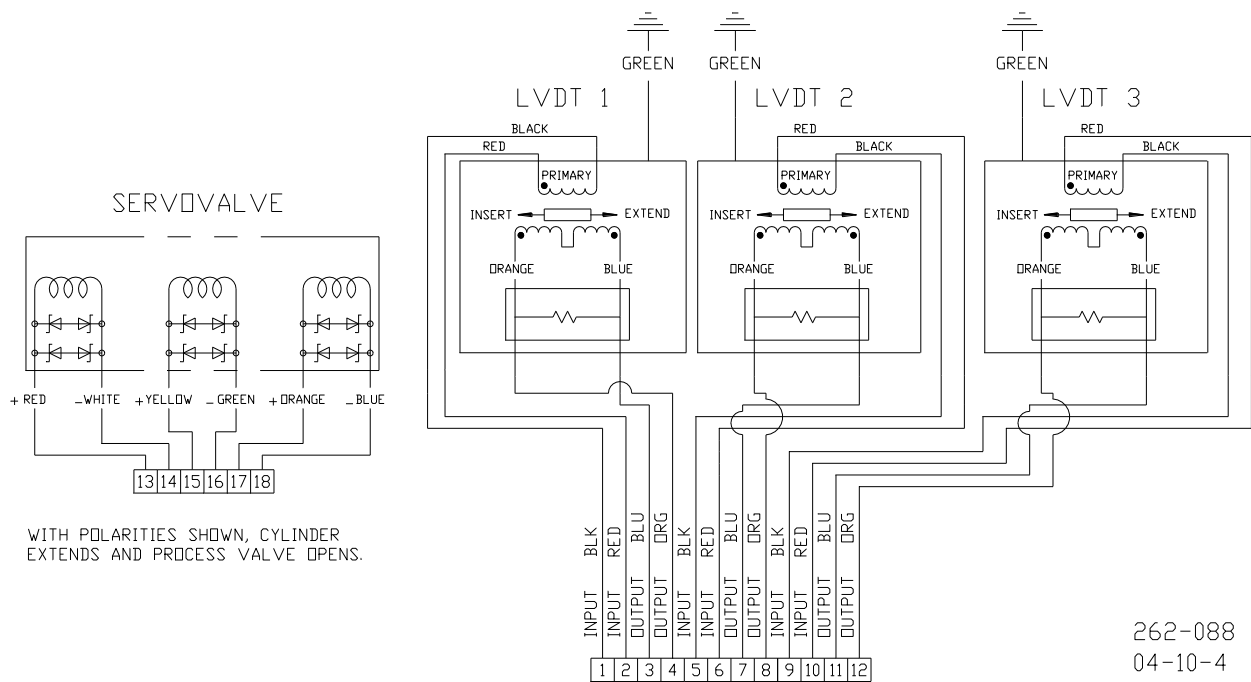 GREEN GREEN GREEN
LVDT 1 LVDT 2 LVDT 3
BLACK RED RED
RED BLACK BLACK
PRIMARY PRIMARY PRIMARY
INSERT EXTEND INSERT EXTEND INSERT EXTEND
ORANGE BLUE ORANGE BLUE ORANGE BLUE
SERVOVALVE
+ RED -WHITE +YELLOW -GREEN +ORANGE -BLUE
13 14 15 16 17 18
WITH POLARITIES SHOWN, CYLINDER
EXTENDS AND PROCESS VALVE OPENS.
INPUT BLK
INPUT RED
OUTPUT BLU
OUTPUT ORG
INPUT BLK
INPUT RED
OUTPUT BLU
OUTPUT ORG
INPUT BLK
INPUT RED
OUTPUT BLU
OUTPUT ORG
1 2 3 4 5 6 7 8 9 10 11 12
262-088
04-10-4